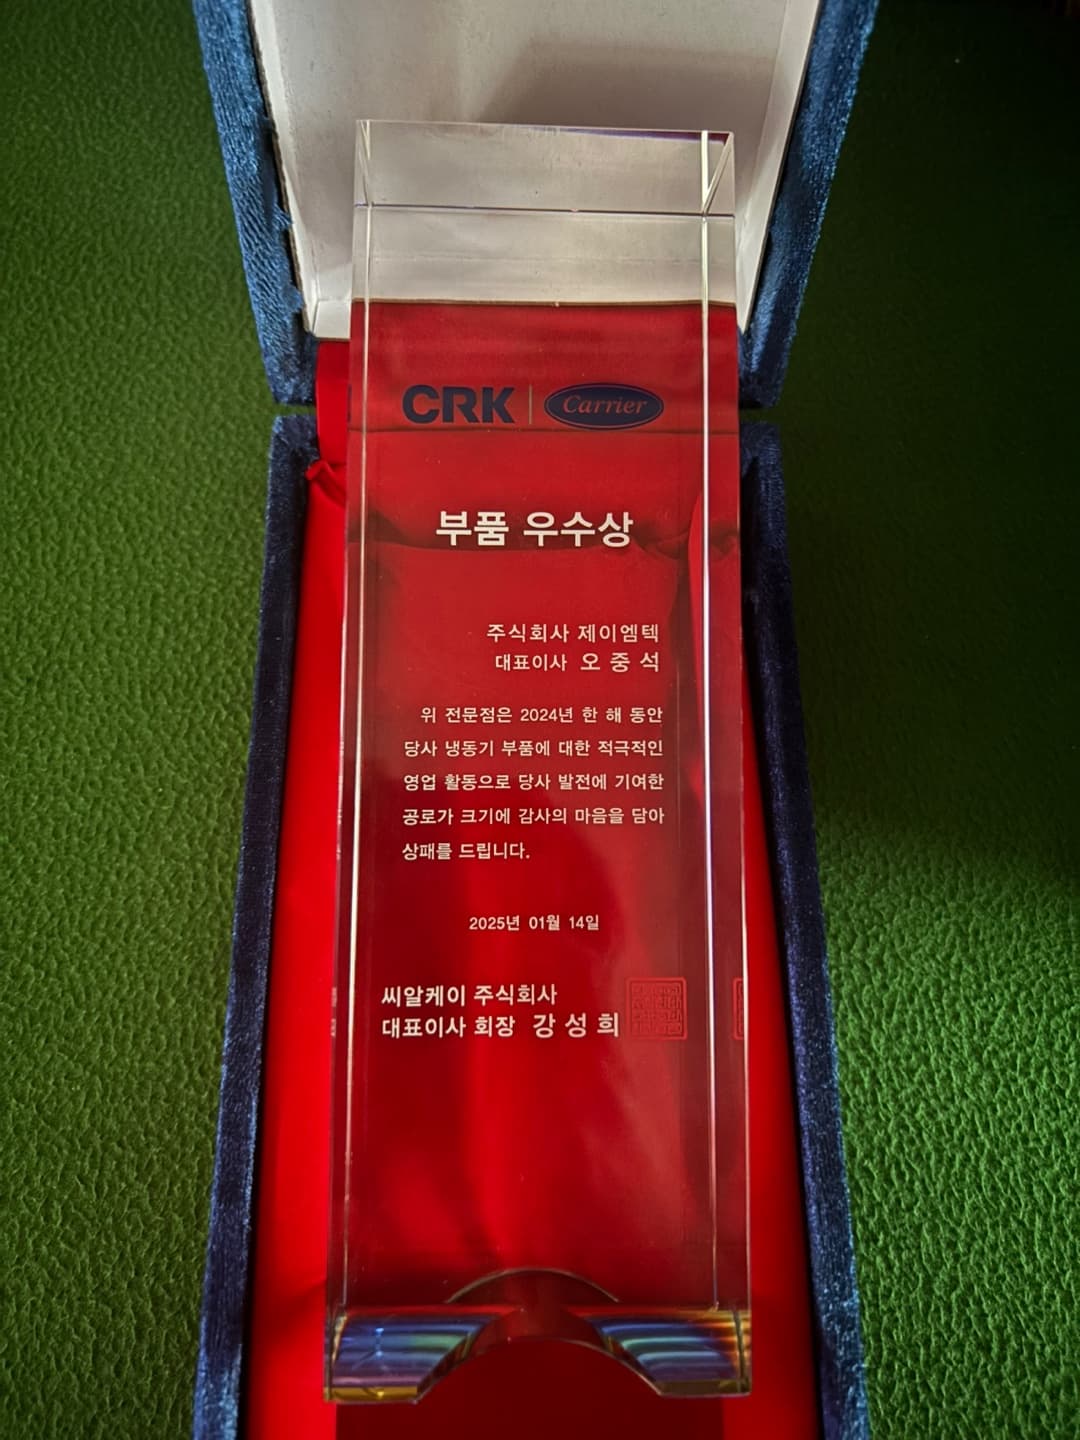 CRK Carrier
부품 우수상
주식회사 제이엠텍
대표이사 오 중 석
위 전문점은 2024년 한 해 동안
당사 냉동기 부품에 대한 적극적인
영업 활동으로 당사 발전에 기여한
공로가 크기에 감사의 마음을 담아
상패를 드립니다.
2025년 01월 14일
씨알케이 주식회사
대표이사 회장 강 성 희